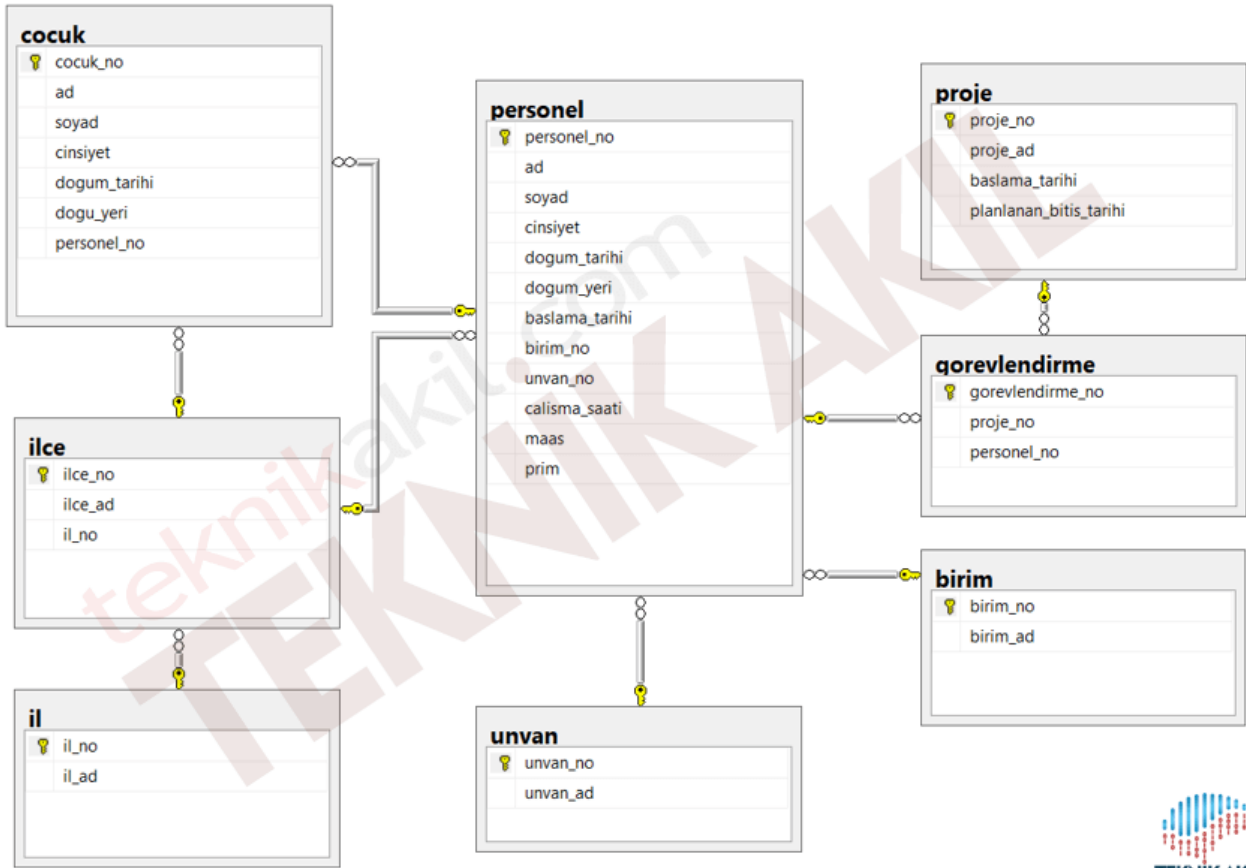 cocuk
cocuk_no
ad
soyad
cinsiyet
dogum_tarihi
dogu_yeri
personel_no
personel
personel_no
ad
soyad
cinsiyet
dogum_tarihi
dogum_yeri
baslama_tarihi
birim_no
unvan_no
calisma_saati
maas
prim
proje
proje_no
proje_ad
baslama_tarihi
planlanan_bitis_tarihi
gorevlendirme
gorevlendirme_no
proje_no
personel_no
ilce
ilce_no
ilce_ad
il_no
birim
birim_no
birim_ad
il
il_no
il_ad
unvan
unvan_no
unvan_ad
teknikakil.com
TEKNİK AKIL